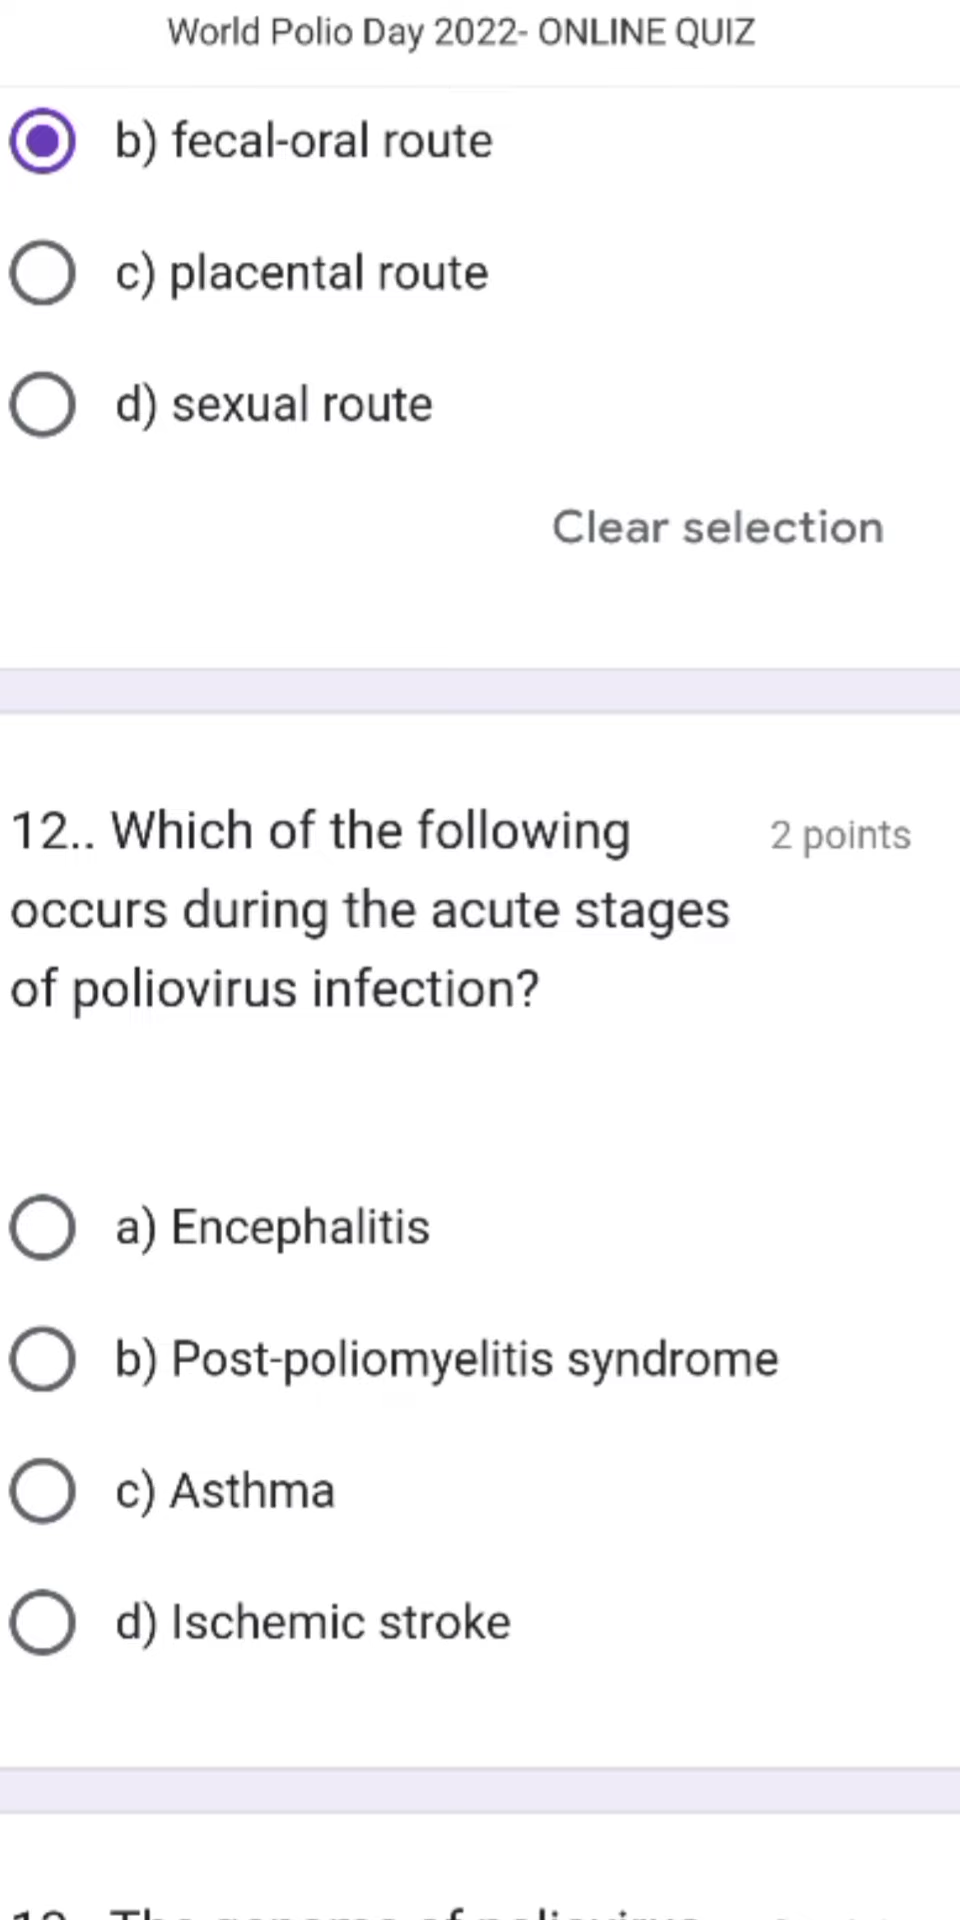 World Polio Day 2022- ONLINE QUIZ
b) fecal-oral route
c) placental route
d) sexual route
Clear selection
12.. Which of the following 2 points
occurs during the acute stages
of poliovirus infection?
a) Encephalitis
b) Post-poliomyelitis syndrome
c) Asthma
d) Ischemic stroke